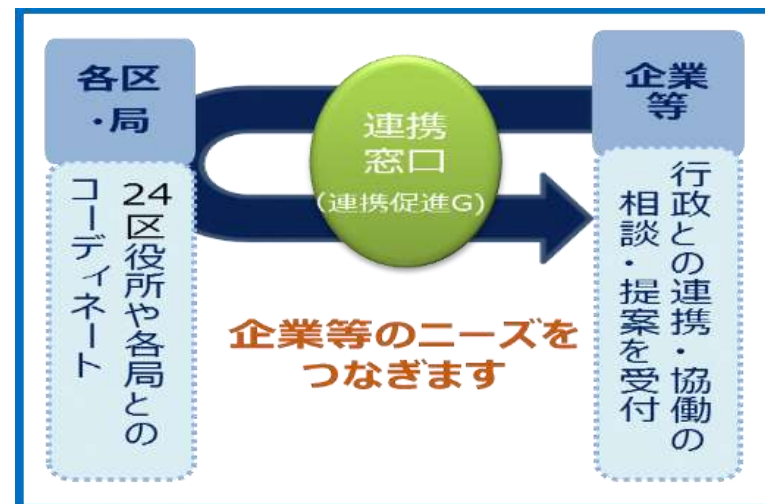 各区
・局
24区役所や各局との
コーディネート
連携
窓口
(連携促進G)
企業等のニーズを
つなぎます
企業
等
行政との連携・協働の
相談・提案を受付